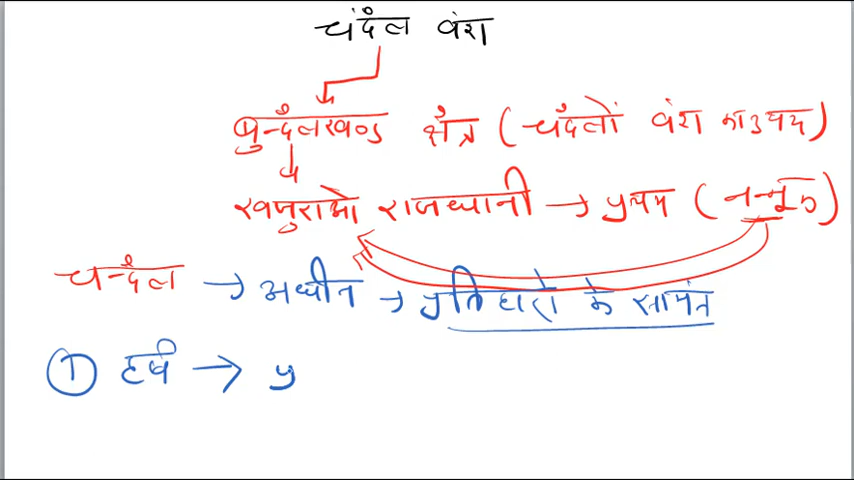 चंदेल वंश
बुन्देलखण्ड क्षेत्र (चंदेलों वंश का उदय)
खजुराहो राजधानी → प्रथम (नन्नुक)
चन्देल → अधीन → प्रतिहारो के सामंत
① हर्ष → प्र